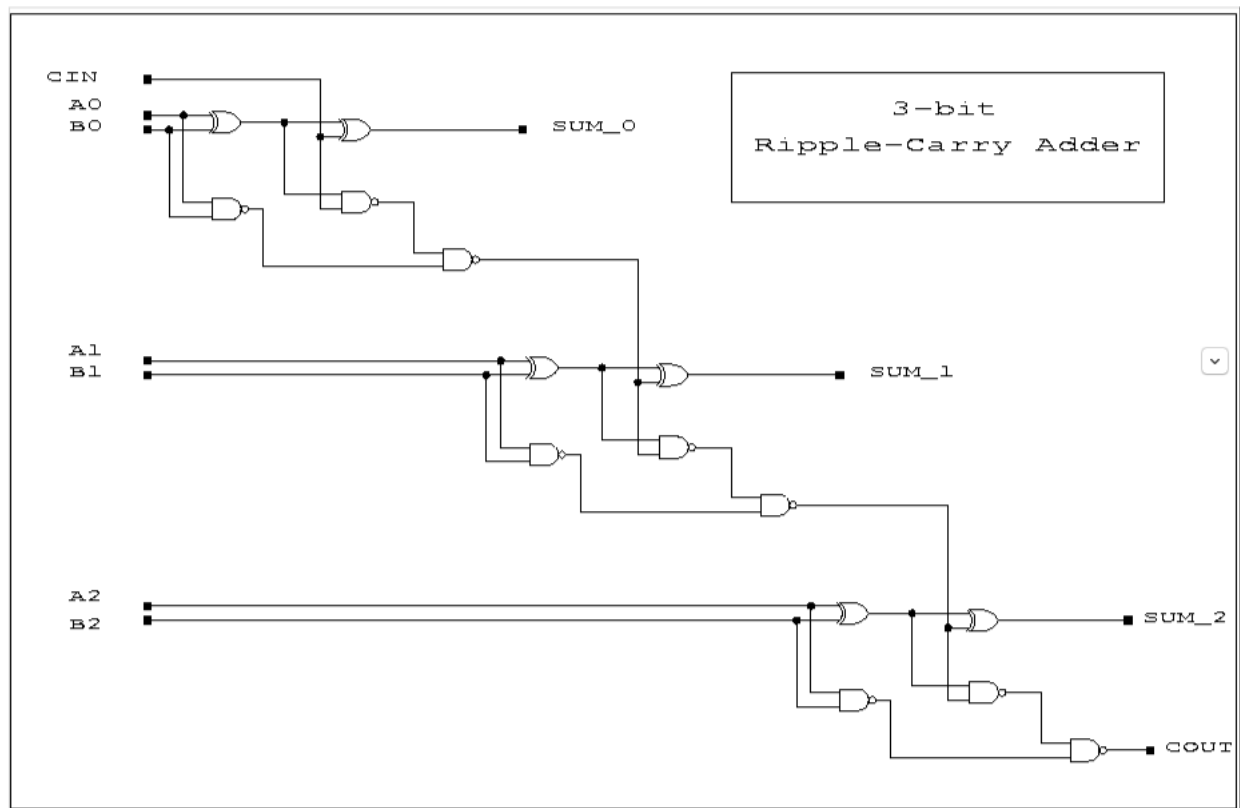 CIN
A0
B0
SUM_0
3-bit
Ripple-Carry Adder
A1
B1
SUM_1
A2
B2
SUM_2
COUT